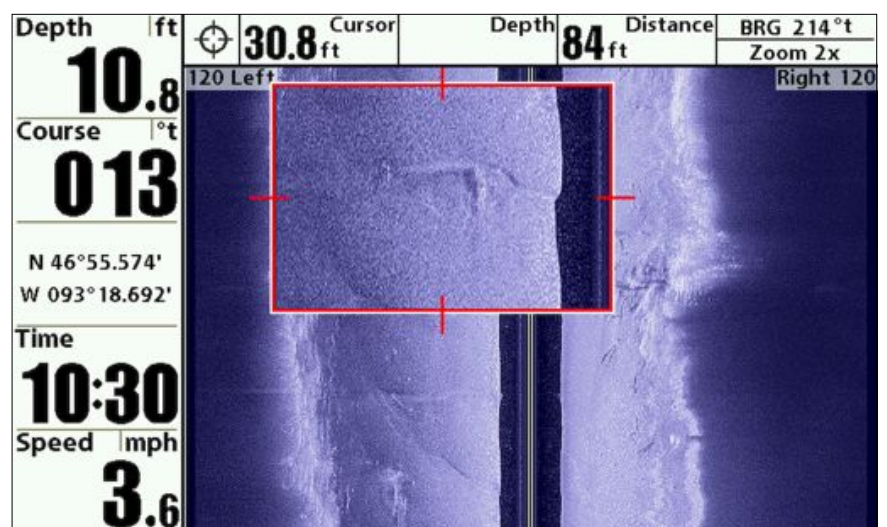 Depth ft
10.8
Course °t
013
N 46°55.574'
W 093°18.692'
Time
10:30
Speed mph
3.6
30.8 ft Cursor
Depth
84 ft Distance
BRG 214°t
Zoom 2x
120 Left
Right 120